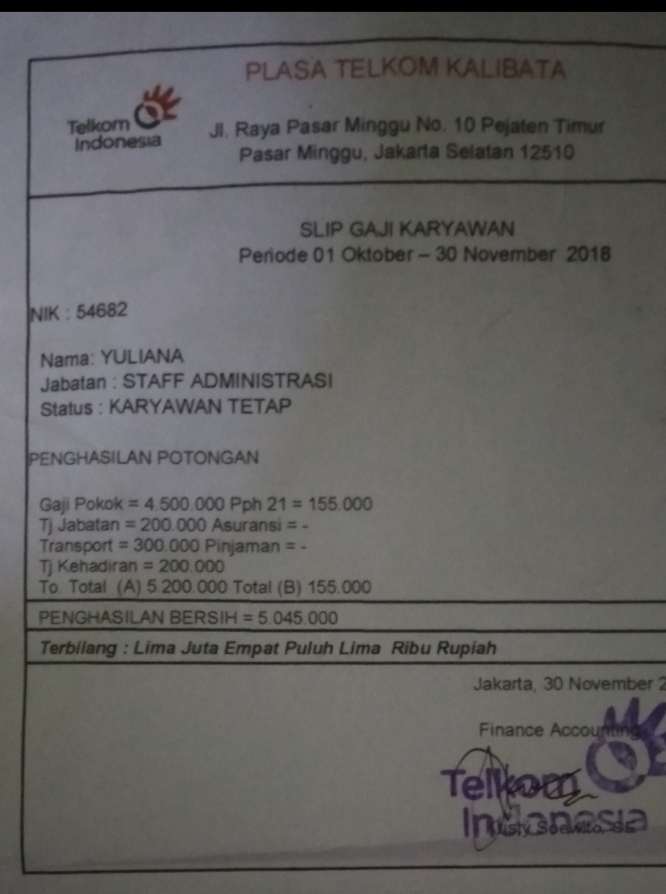 Telkom
Indonesia
PLASA TELKOM KALIBATA
Jl. Raya Pasar Minggu No. 10 Pejaten Timur
Pasar Minggu, Jakarta Selatan 12510
SLIP GAJI KARYAWAN
Periode 01 Oktober – 30 November 2018
NIK : 54682
Nama: YULIANA
Jabatan : STAFF ADMINISTRASI
Status : KARYAWAN TETAP
PENGHASILAN POTONGAN
Gaji Pokok = 4.500.000 Pph 21 = 155.000
Tj Jabatan = 200.000 Asuransi = -
Transport = 300.000 Pinjaman = -
Tj Kehadiran = 200.000
To. Total (A) 5.200.000 Total (B) 155.000
PENGHASILAN BERSIH = 5.045.000
Terbilang : Lima Juta Empat Puluh Lima Ribu Rupiah
Jakarta, 30 November 2
Finance Accounting
Telkom
Indonesia